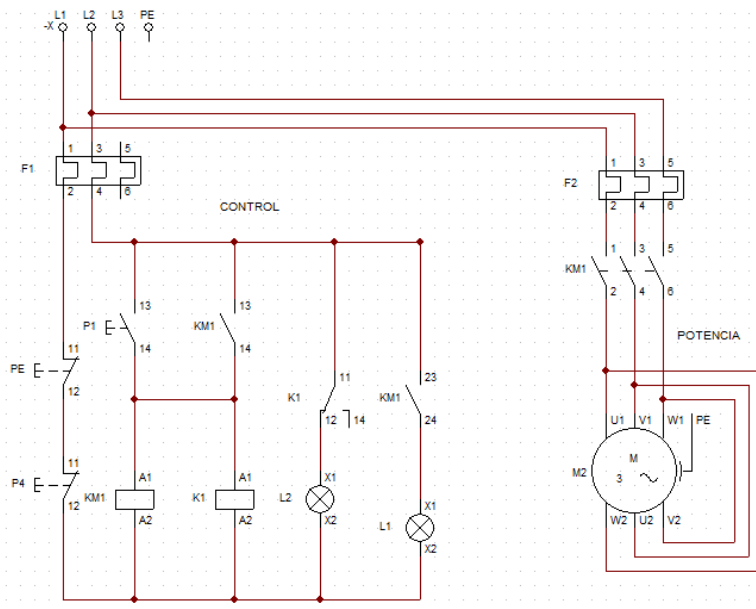 L1 L2 L3 PE
-X
1 3 5
F1
2 4 6
1 3 5
F2
2 4 6
CONTROL
1 3 5
KM1
2 4 6
13 13
P1 KM1
14 14
POTENCIA
11 11 23
PE K1 KM1
12 12 14 24
U1 V1 W1 PE
11 A1 A1 X1
M
P4 KM1 K1 L2 M2
3
12 A2 A2 X2
X1
L1
X2
W2 U2 V2